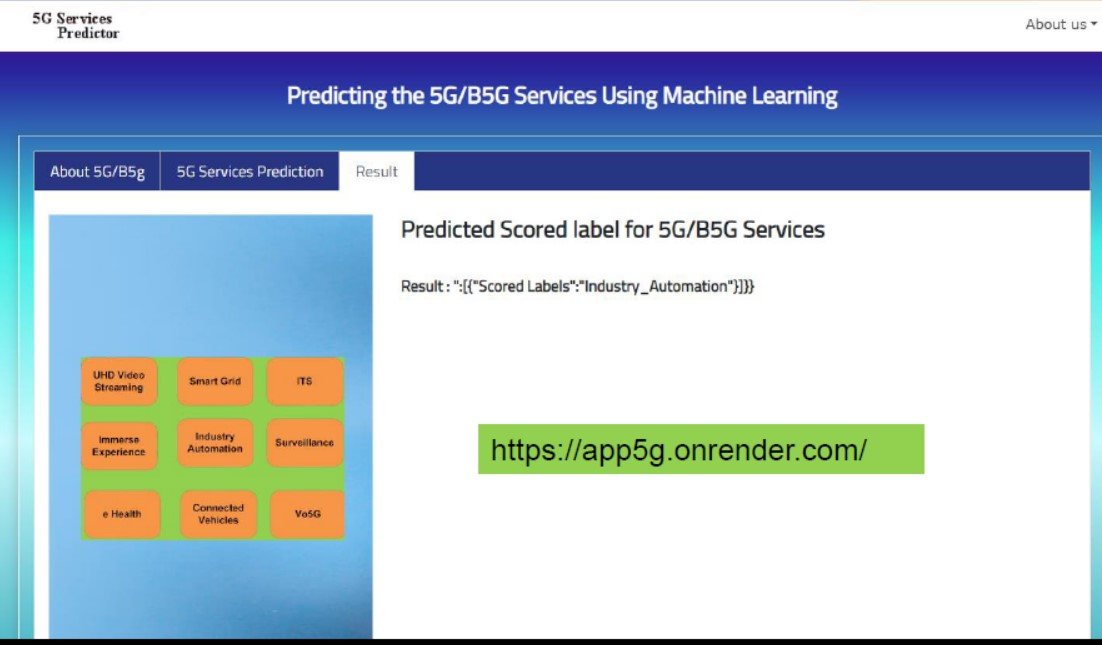 5G Services
Predictor
About us
Predicting the 5G/B5G Services Using Machine Learning
About 5G/B5g
5G Services Prediction
Result
Predicted Scored label for 5G/B5G Services
Result : ":[{"Scored Labels":"Industry_Automation"}]}}
UHD Video
Streaming
Smart Grid
ITS
Immerse
Experience
Industry
Automation
Surveillance
e Health
Connected
Vehicles
Vo5G
https://app5g.onrender.com/